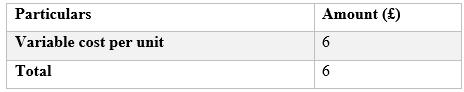 Particulars Amount (£)
Variable cost per unit 6
Total 6